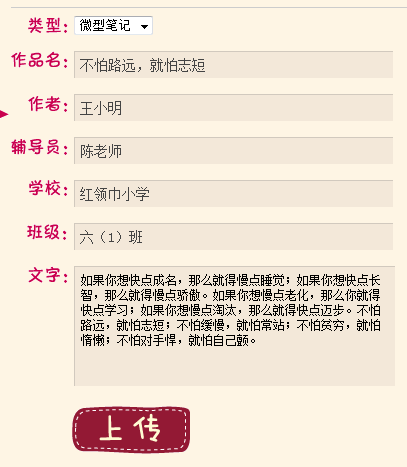 类型: 微型笔记
作品名: 不怕路远，就怕志短
作者: 王小明
辅导员: 陈老师
学校: 红领巾小学
班级: 六（1）班
文字: 如果你想快点成名，那么就得慢点睡觉；如果你想快点长
智，那么就得慢点骄傲。如果你想慢点老化，那么你就得
快点学习；如果你想慢点淘汰，那么就得快点迈步。不怕
路远，就怕志短；不怕缓慢，就怕常站；不怕贫穷，就怕
惰懒；不怕对手悍，就怕自己颤。
上传